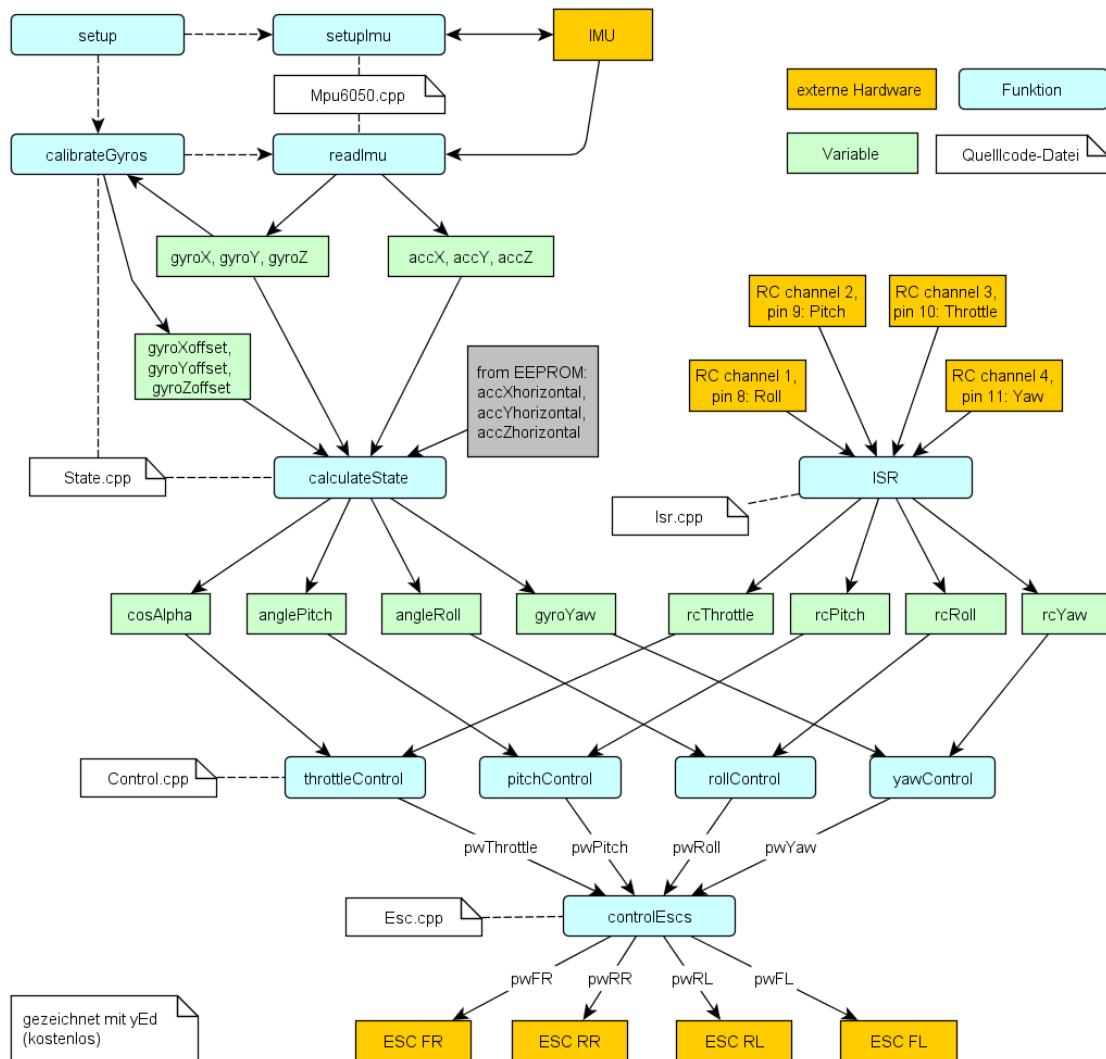 setup
setupImu
IMU
Mpu6050.cpp
externe Hardware
Funktion
calibrateGyros
readImu
Variable
Quelllcode-Datei
gyroX, gyroY, gyroZ
accX, accY, accZ
RC channel 2,
pin 9: Pitch
RC channel 3,
pin 10: Throttle
gyroXoffset,
gyroYoffset,
gyroZoffset
from EEPROM:
accXhorizontal,
accYhorizontal,
accZhorizontal
RC channel 1,
pin 8: Roll
RC channel 4,
pin 11: Yaw
State.cpp
calculateState
ISR
Isr.cpp
cosAlpha
anglePitch
angleRoll
gyroYaw
rcThrottle
rcPitch
rcRoll
rcYaw
Control.cpp
throttleControl
pitchControl
rollControl
yawControl
pwThrottle
pwPitch
pwRoll
pwYaw
Esc.cpp
controlEscs
pwFR
pwRR
pwRL
pwFL
gezeichnet mit yEd
(kostenlos)
ESC FR
ESC RR
ESC RL
ESC FL